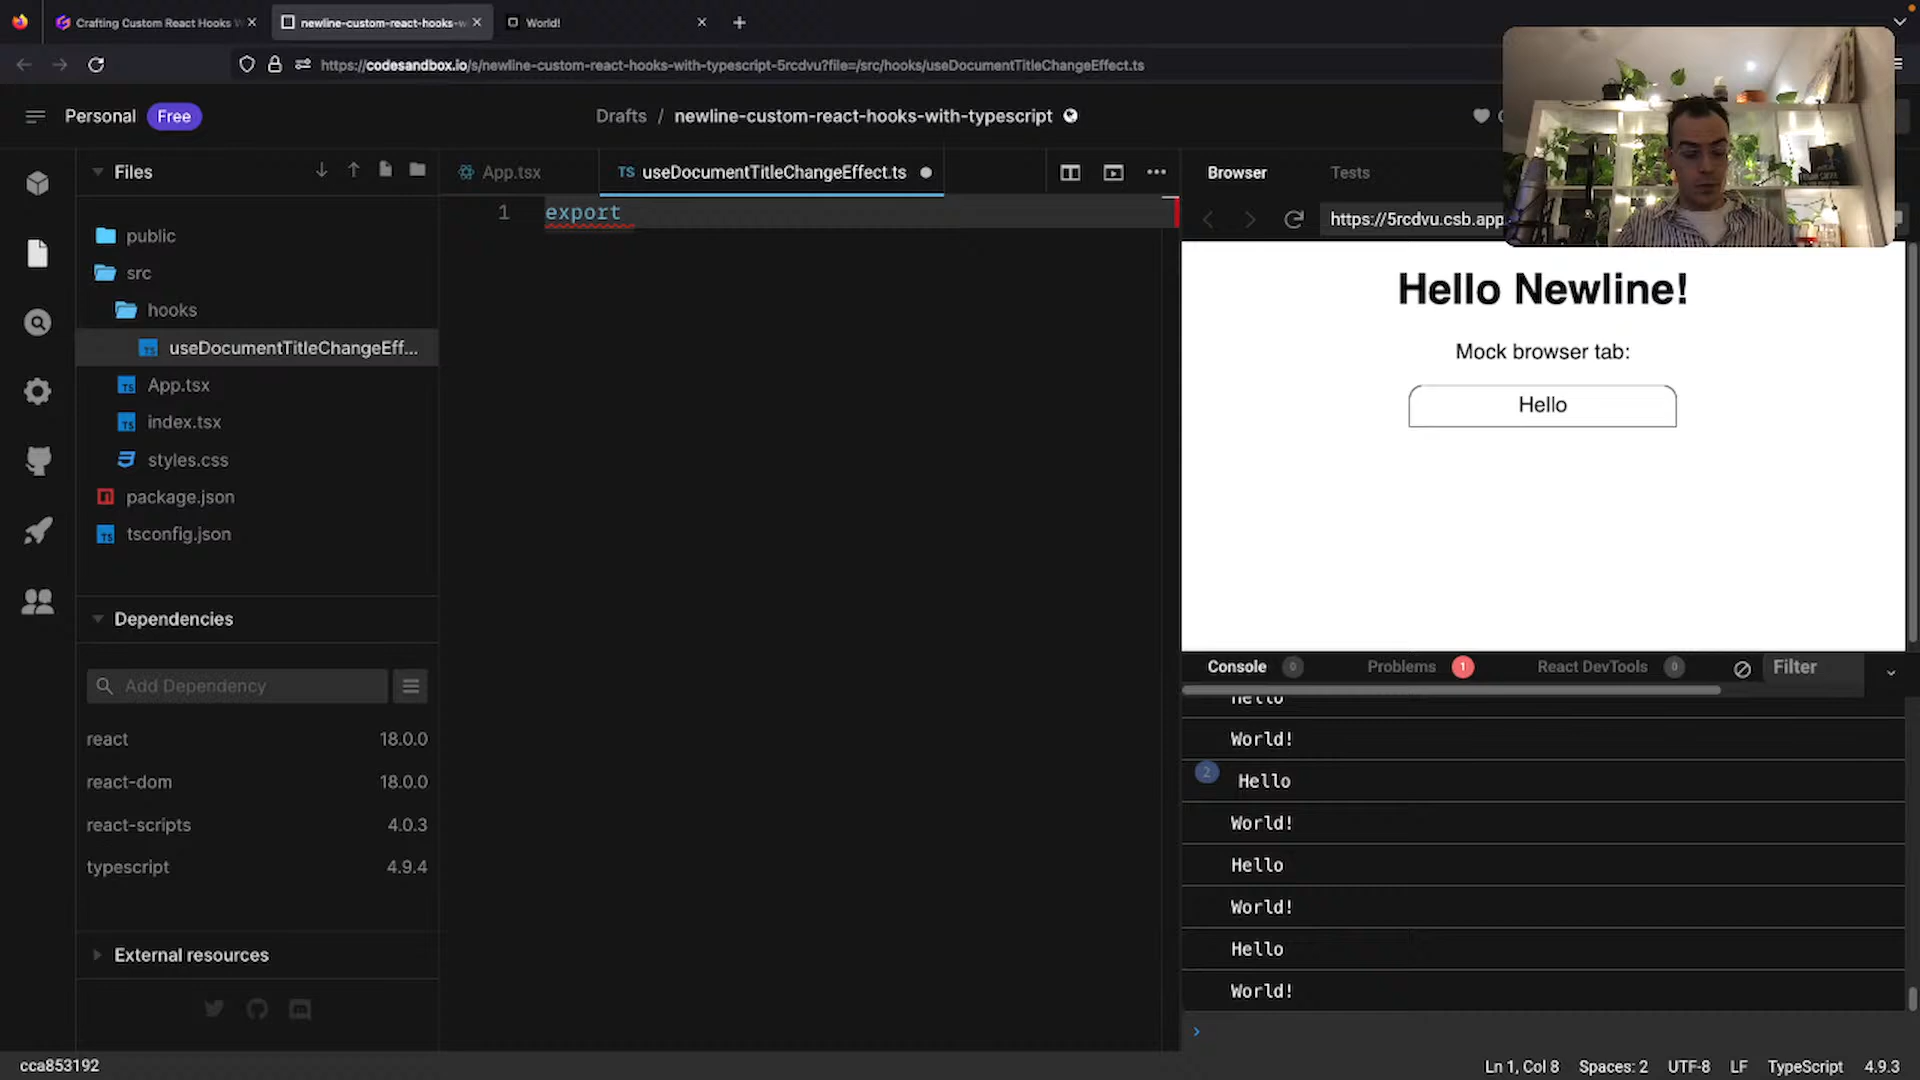 Crafting Custom React Hooks
newline-custom-react-hooks-w
World!
https://codesandbox.io/s/newline-custom-react-hooks-with-typescript-5rcdvu?file=/src/hooks/useDocumentTitleChangeEffect.ts
Personal
Free
Drafts / newline-custom-react-hooks-with-typescript
Files
App.tsx
TS useDocumentTitleChangeEffect.ts
Browser
Tests
1 export
https://5rcdvu.csb.app
public
src
hooks
TS useDocumentTitleChangeEff...
TS App.tsx
TS index.tsx
styles.css
package.json
TS tsconfig.json
Hello Newline!
Mock browser tab:
Hello
Dependencies
Add Dependency
react 18.0.0
react-dom 18.0.0
react-scripts 4.0.3
typescript 4.9.4
External resources
Console 0
Problems 1
React DevTools 0
Filter
Hello
World!
2 Hello
World!
Hello
World!
Hello
World!
cca853192
Ln 1, Col 8
Spaces: 2
UTF-8
LF
TypeScript
4.9.3